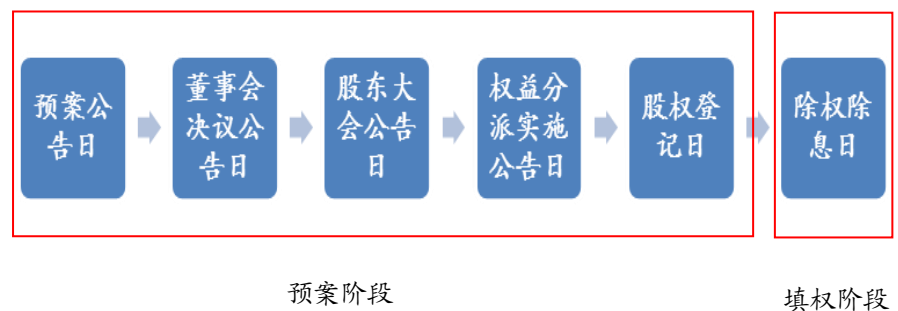 预案公
告日
董事会
决议公
告日
股东大
会公告
日
权益分
派实施
公告日
股权登
记日
除权除
息日
预案阶段
填权阶段